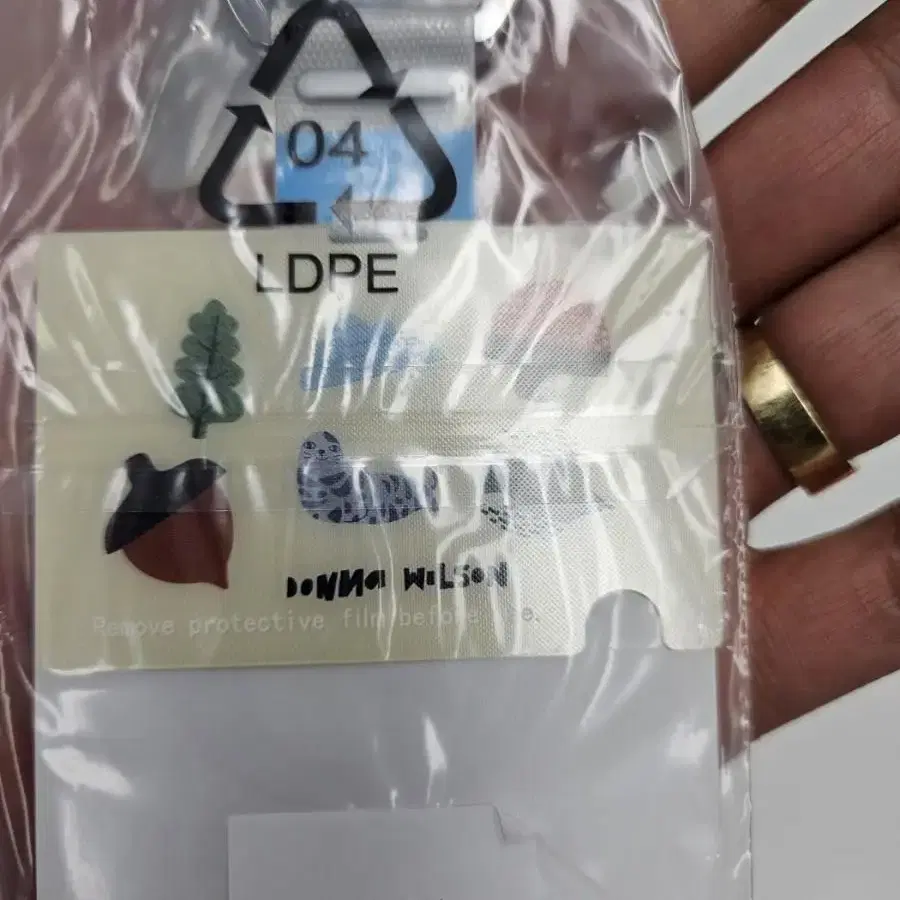 04
LDPE
DONNA WILSON
Remove protective film before